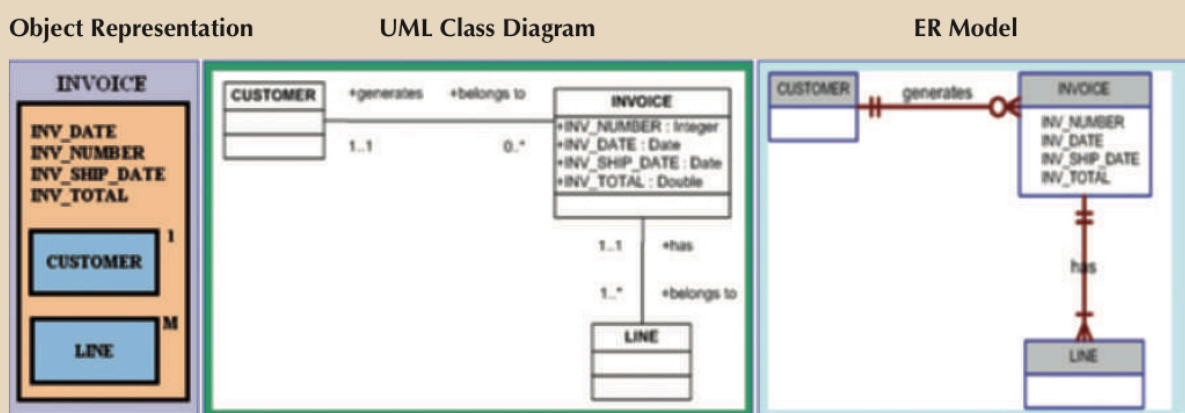 Object Representation
UML Class Diagram
ER Model
INVOICE
INV_DATE
INV_NUMBER
INV_SHIP_DATE
INV_TOTAL
1
CUSTOMER
M
LINE
CUSTOMER
+generates
+belongs to
1..1
0..*
INVOICE
+INV_NUMBER : Integer
+INV_DATE : Date
+INV_SHIP_DATE : Date
+INV_TOTAL : Double
1..1
+has
1..*
+belongs to
LINE
CUSTOMER
generates
INVOICE
INV_NUMBER
INV_DATE
INV_SHIP_DATE
INV_TOTAL
has
LINE